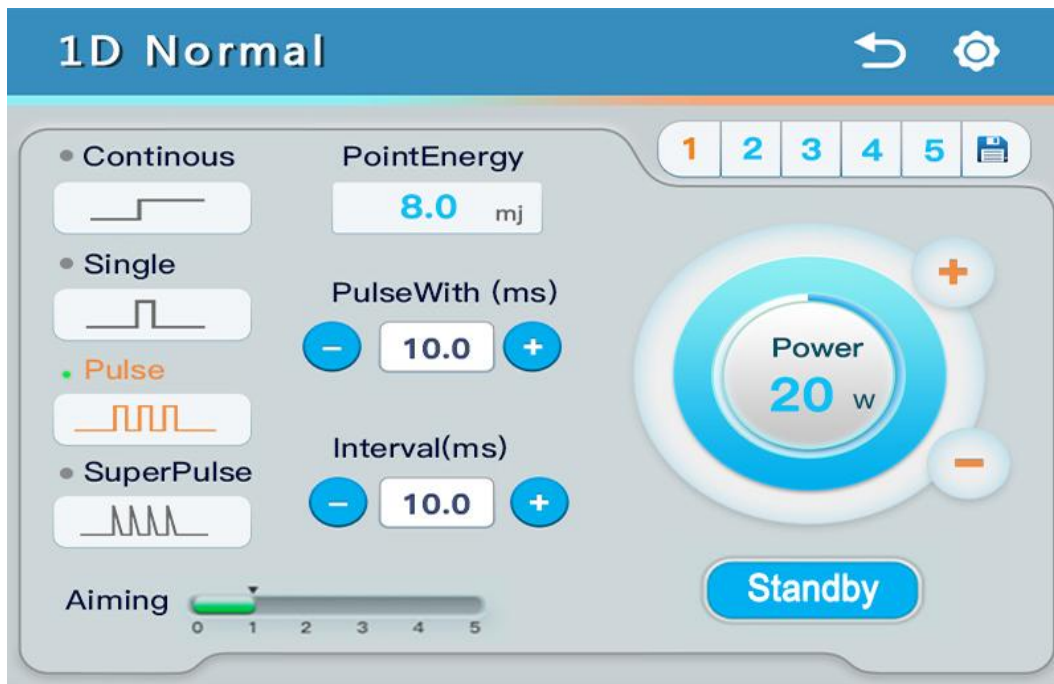 1D Normal
1 2 3 4 5
Continous
Single
Pulse
SuperPulse
PointEnergy
8.0 mj
PulseWith (ms)
− 10.0 +
Interval(ms)
− 10.0 +
Aiming
0 1 2 3 4 5
+
Power
20 w
−
Standby